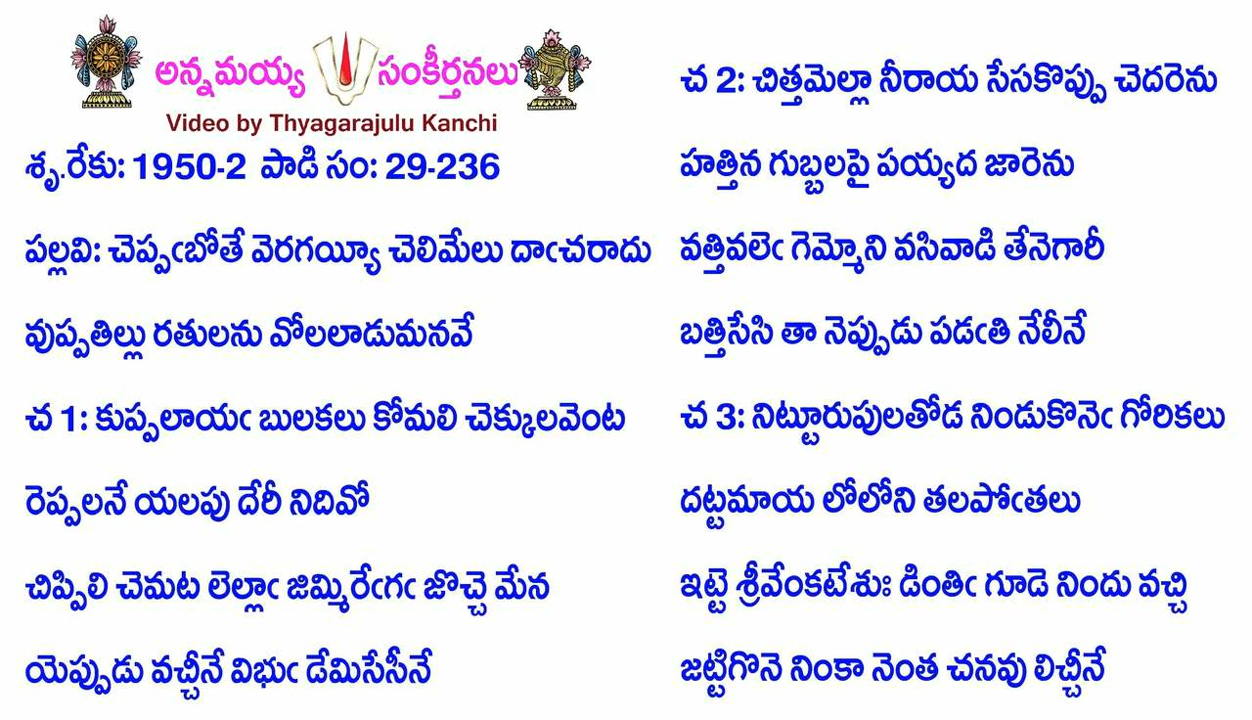 అన్నమయ్య సంకీర్తనలు
Video by Thyagarajulu Kanchi
శృ.రేకు: 1950-2 పాడి సం: 29-236
పల్లవి: చెప్పఁబోతే వెరగయ్యీ చెలిమేలు దాఁచరాదు
వుప్పతిల్లు రతులను వోలలాడుమనవే
చ 1: కుప్పలాయఁ బులకలు కోమలి చెక్కులవెంట
రెప్పలనే యలపు దేరీ నిదివో
చిప్పిలి చెమట లెల్లాఁ జిమ్మిరేఁగఁ జొచ్చె మేన
యెప్పుడు వచ్చీనే విభుఁ డేమిసేసీనే
చ 2: చిత్తమెల్లా నీరాయ సేసకొప్పు చెదరెను
హత్తిన గుబ్బలపై పయ్యద జారెను
వత్తివలెఁ గెమ్మోని వసివాడి తేనెగారీ
బత్తిసేసి తా నెప్పుడు పడఁతి నేలీనే
చ 3: నిట్టూరుపులతోడ నిండుకొనెఁ గోరికలు
దట్టమాయ లోలోని తలపోఁతలు
ఇట్టె శ్రీవేంకటేశుః డింతిఁ గూడె నిందు వచ్చి
జట్టిగొనె నింకా నెంత చనవు లిచ్చీనే